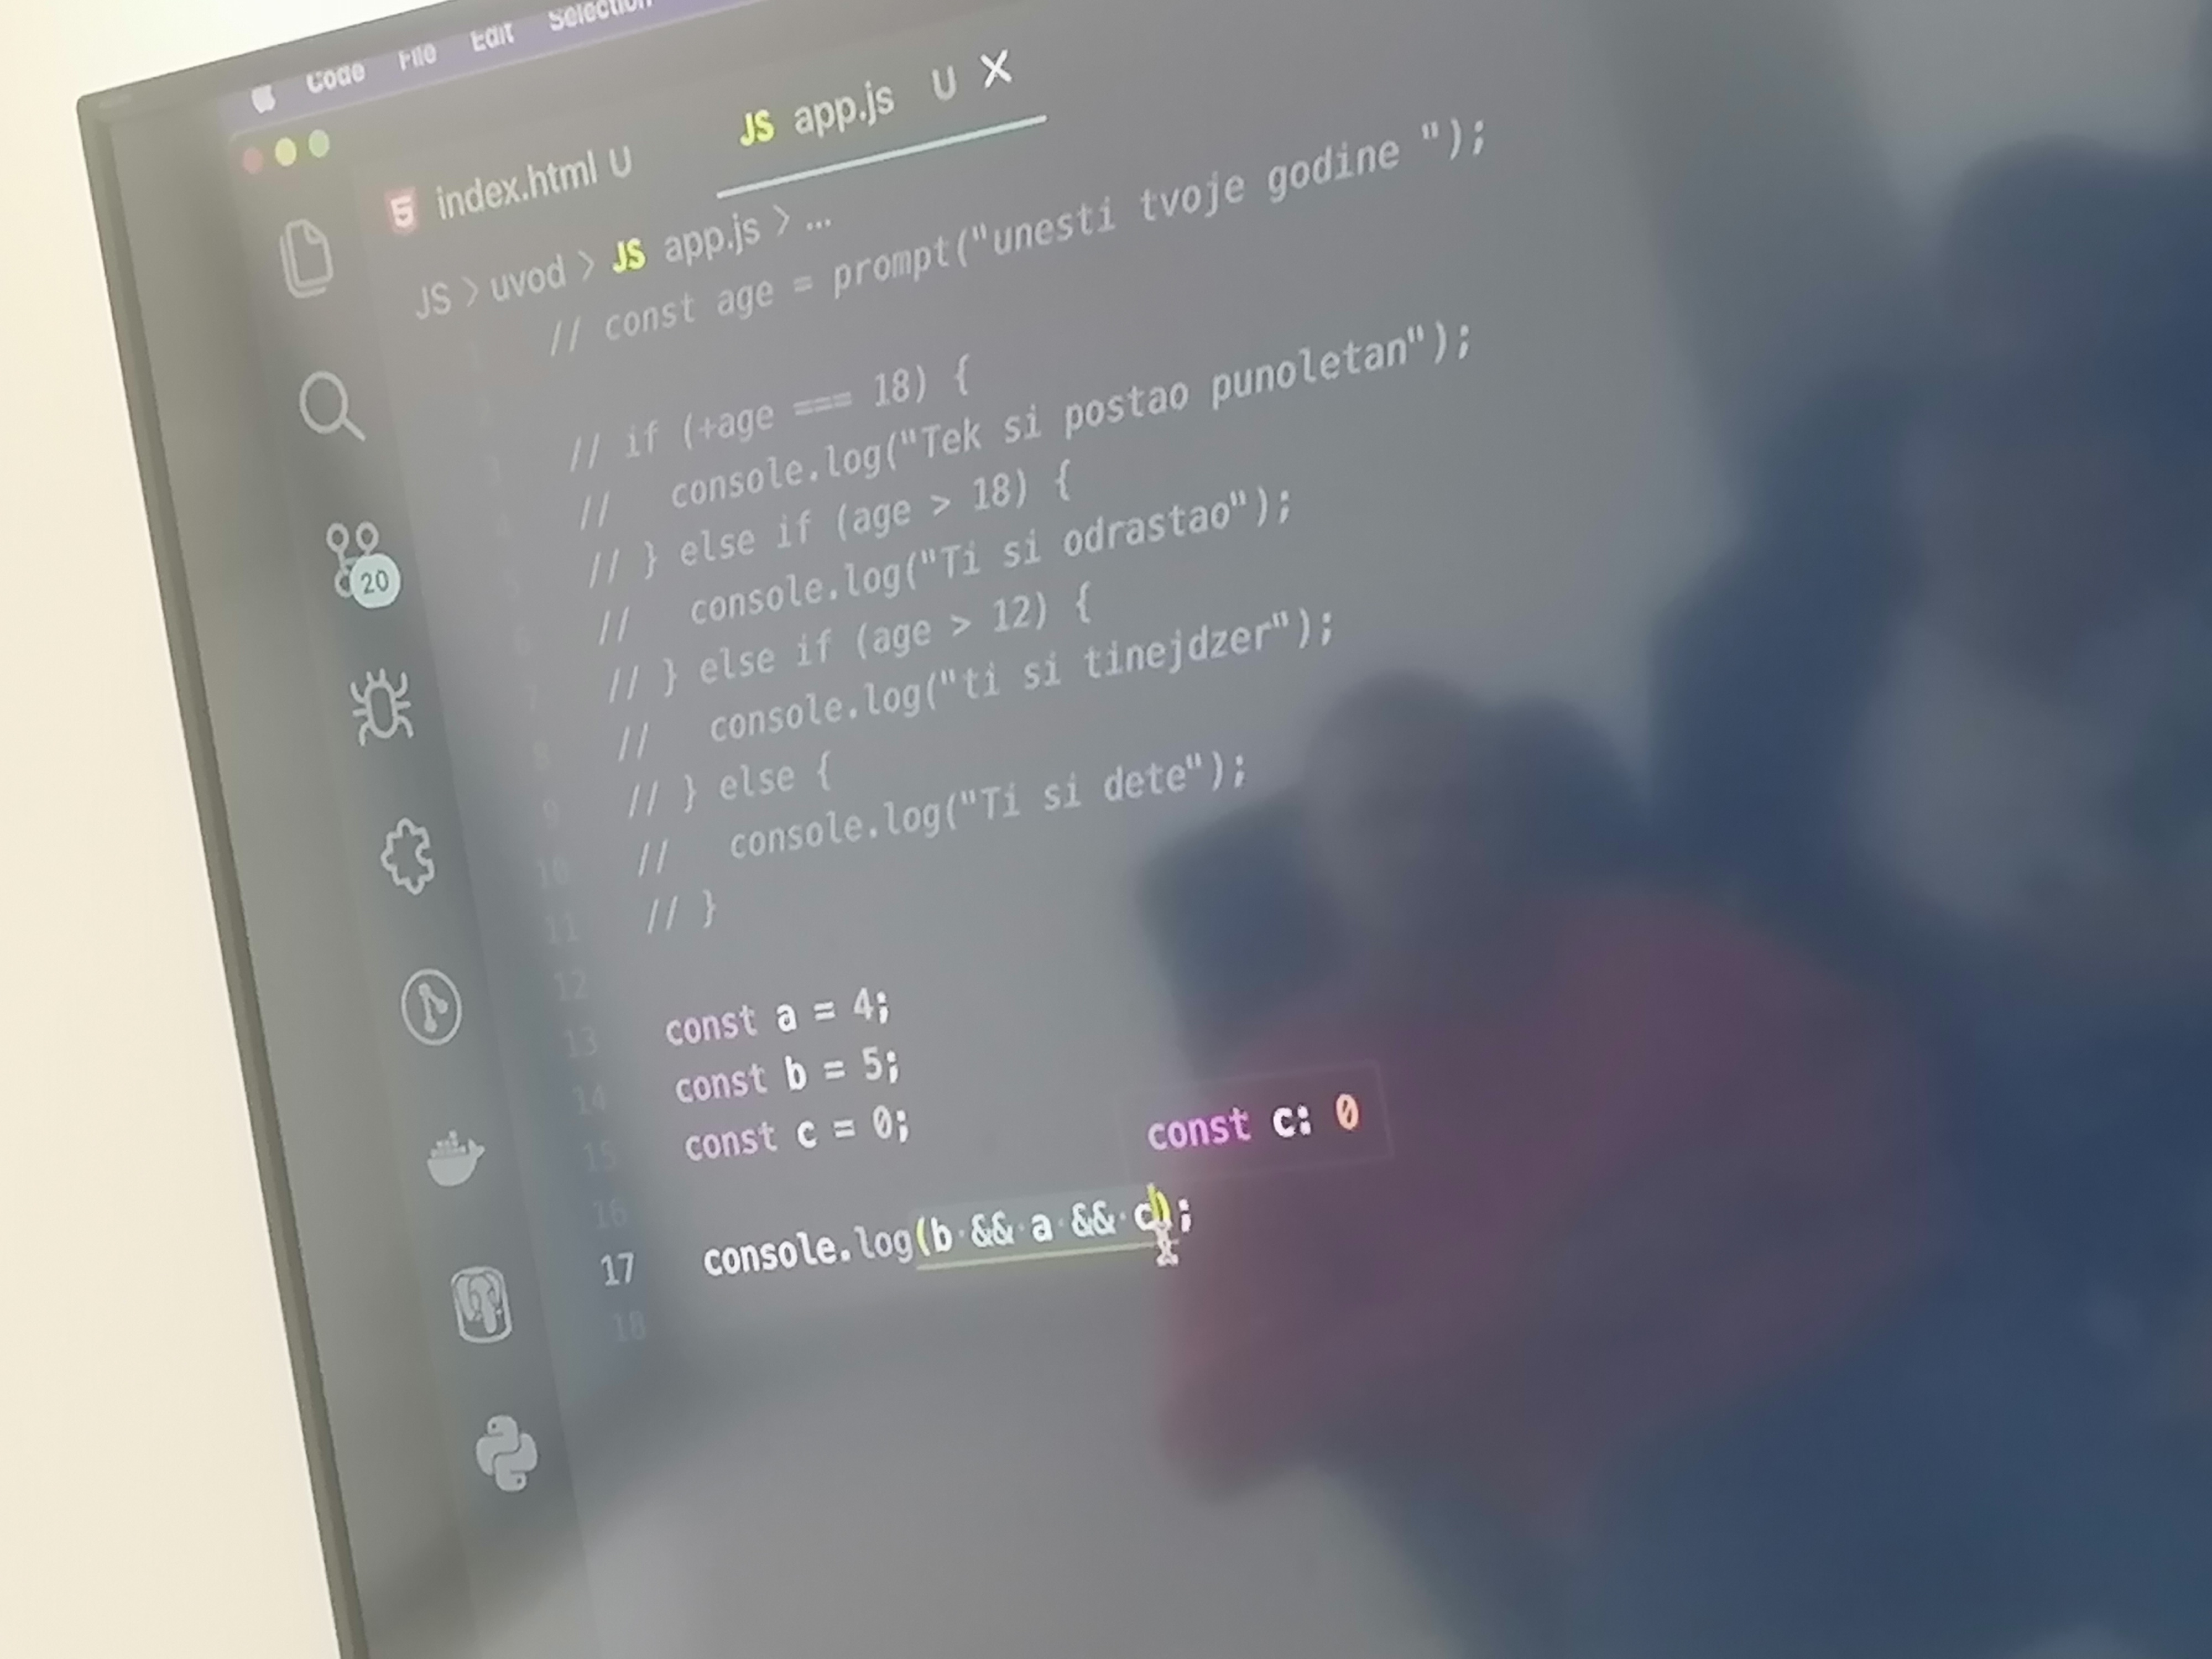 Code File Edit Selection
index.html U JS app.js U X
JS > uvod > JS app.js > ...
1 // const age = prompt("unesti tvoje godine ");
2
3 // if (+age === 18) {
4 //   console.log("Tek si postao punoletan");
5 // } else if (age > 18) {
6 //   console.log("Ti si odrastao");
7 // } else if (age > 12) {
8 //   console.log("ti si tinejdzer");
9 // } else {
10 //   console.log("Ti si dete");
11 // }
12
13 const a = 4;
14 const b = 5;
15 const c = 0;
const c: 0
16
17 console.log(b && a && c);
18
20